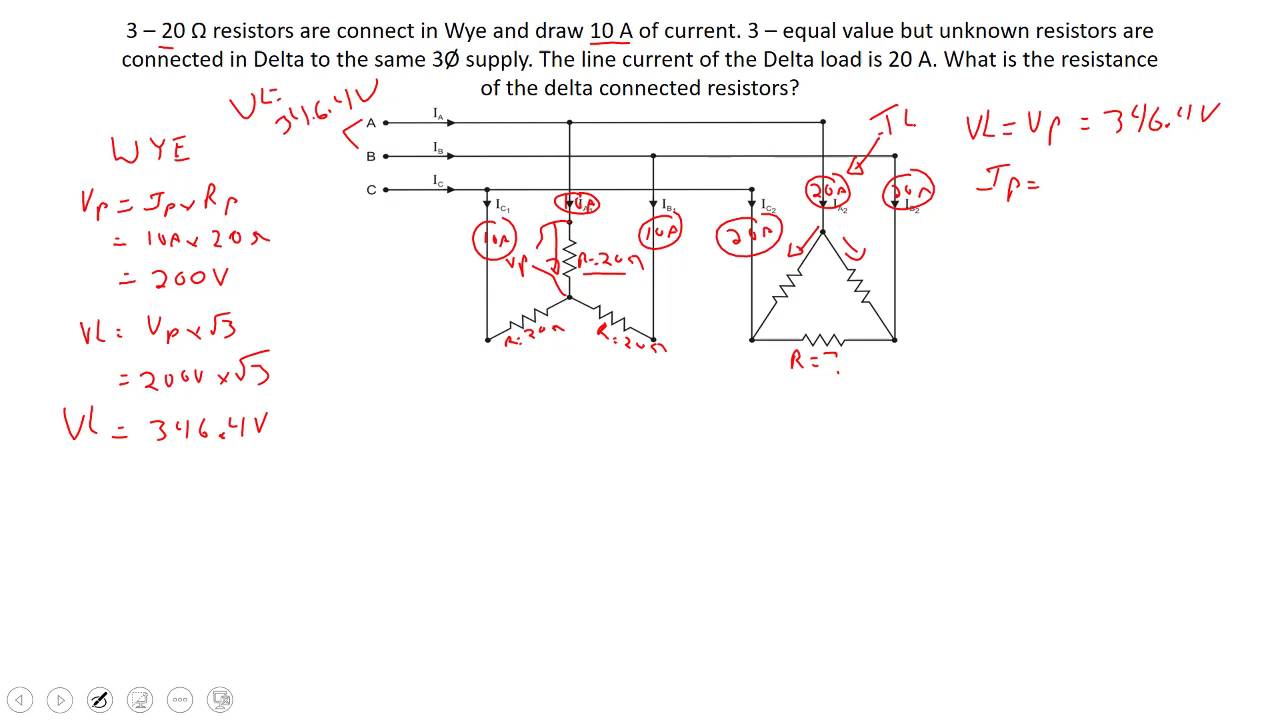 3 – 20 Ω resistors are connect in Wye and draw 10 A of current. 3 – equal value but unknown resistors are
connected in Delta to the same 3Ø supply. The line current of the Delta load is 20 A. What is the resistance
of the delta connected resistors?
VL=
346.4V
A
B
C
IA
IB
IC
VL = Vp = 346.4V
Ip =
IL
WYE
Vp = Ip x Rp
= 10A x 20Ω
= 200V
VL = Vp x √3
= 200V x √3
VL = 346.4V
IC1
10A
10A
IB1
10A
IC2
20A
20A
IA2
20A
IB2
Vp
R=20Ω
R=20Ω
R=20Ω
R=?